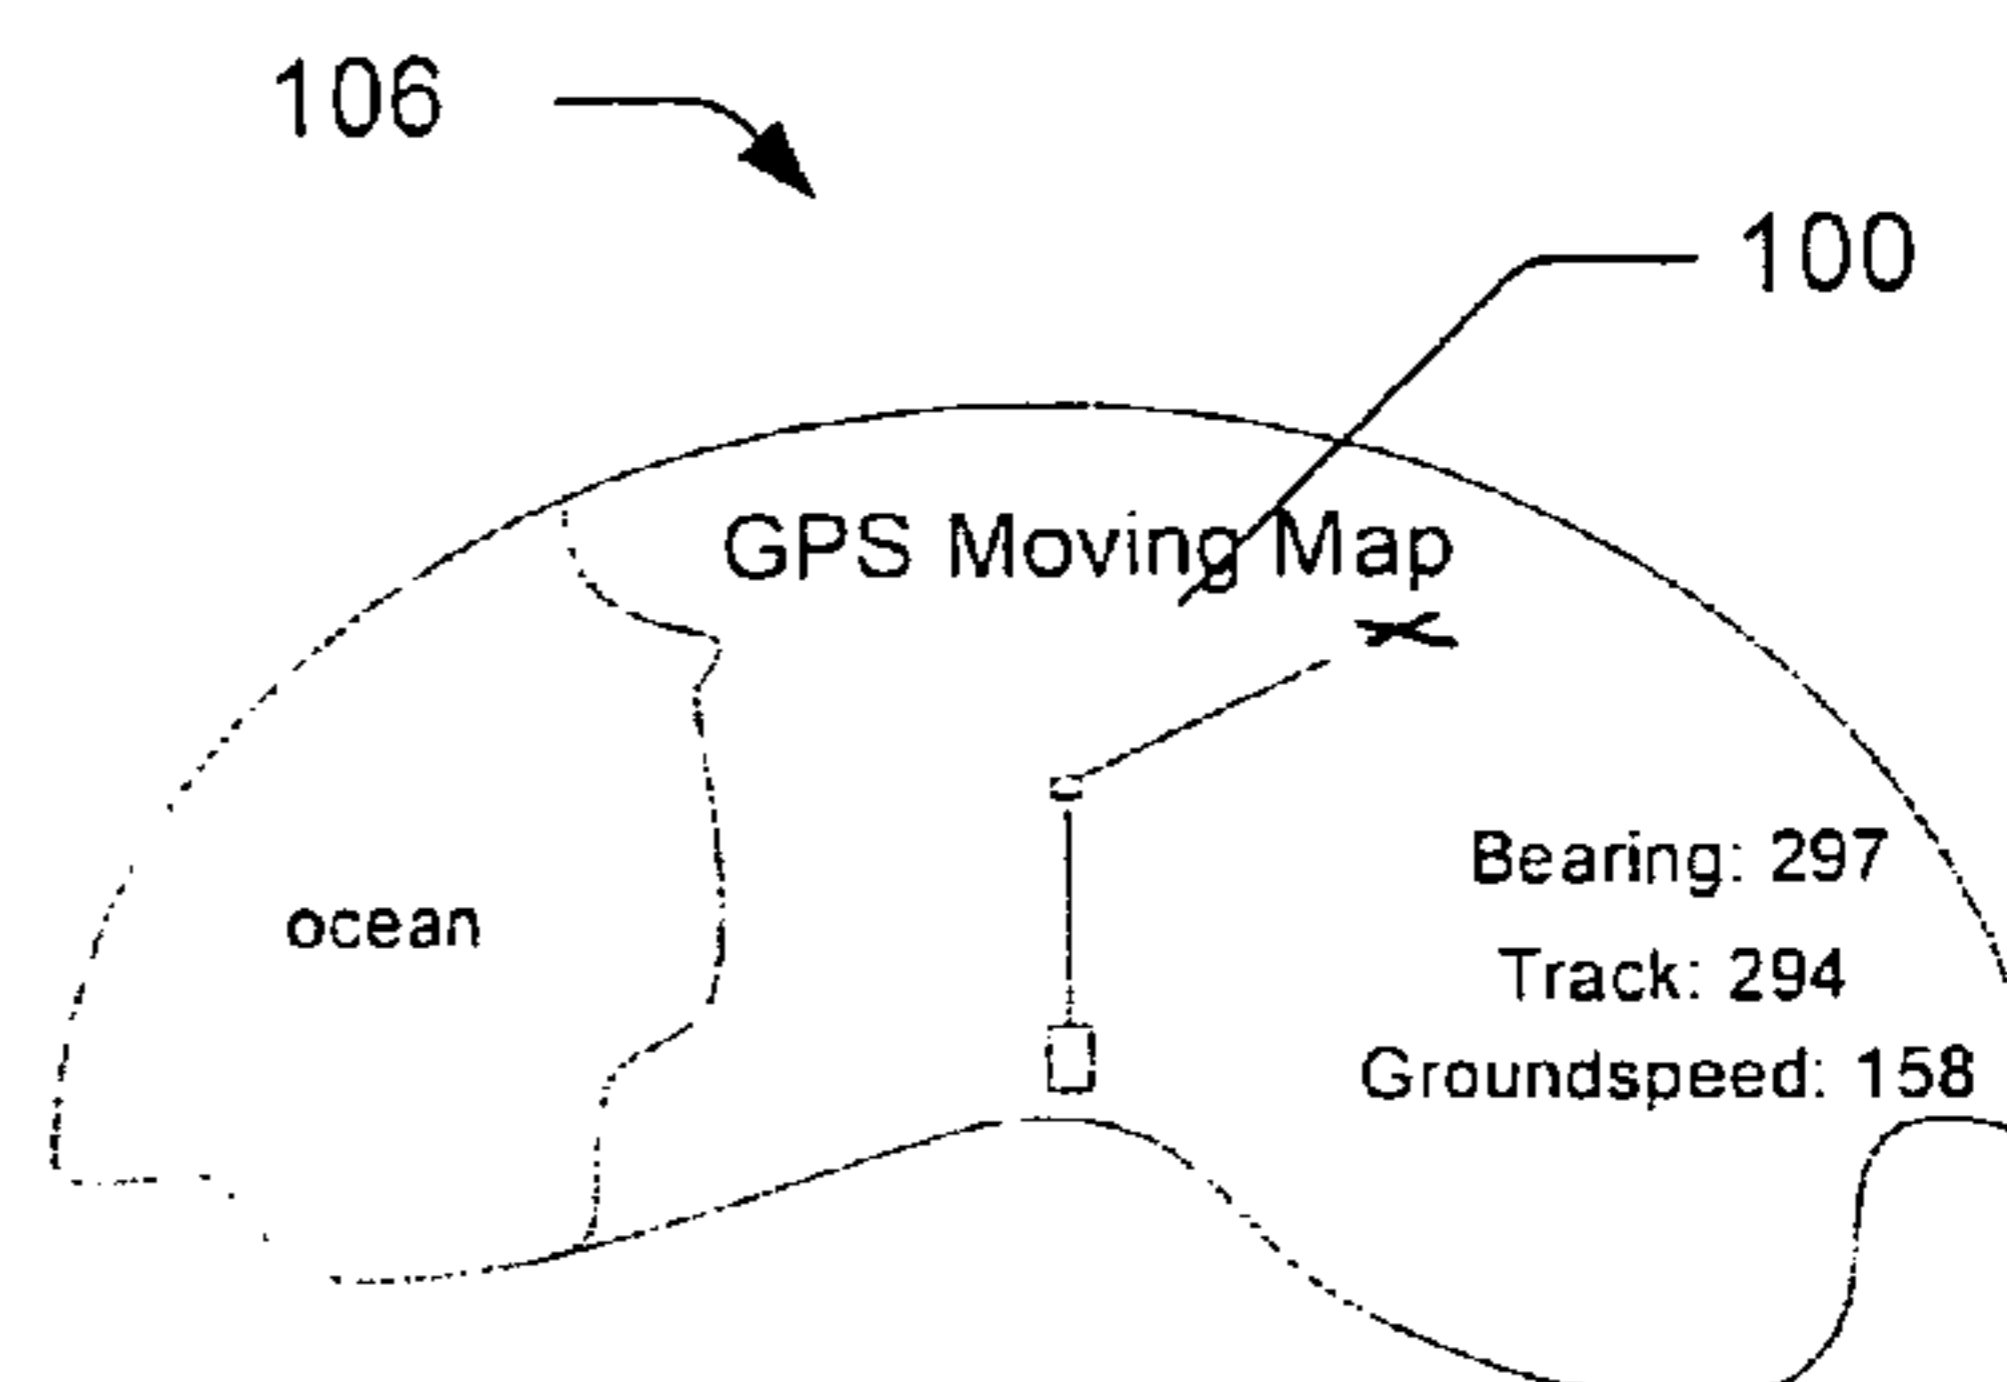 106
100
GPS Moving Map
Bearing: 297
ocean
Track: 294
Groundspeed: 158